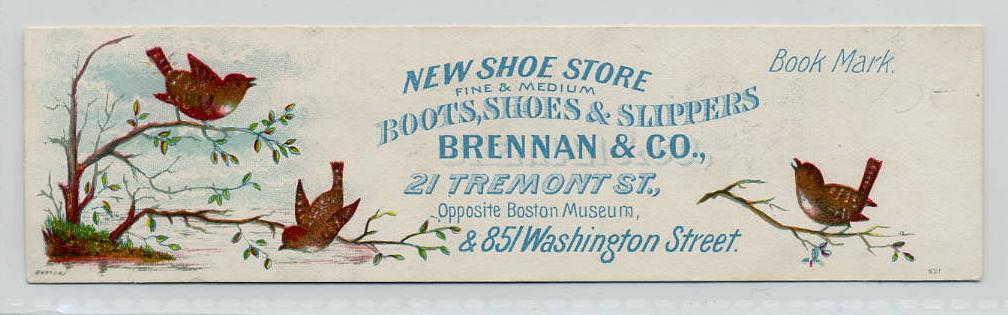 Book Mark.
NEW SHOE STORE
FINE & MEDIUM
BOOTS, SHOES & SLIPPERS
BRENNAN & CO.,
21 TREMONT ST.,
Opposite Boston Museum,
& 851 Washington Street.